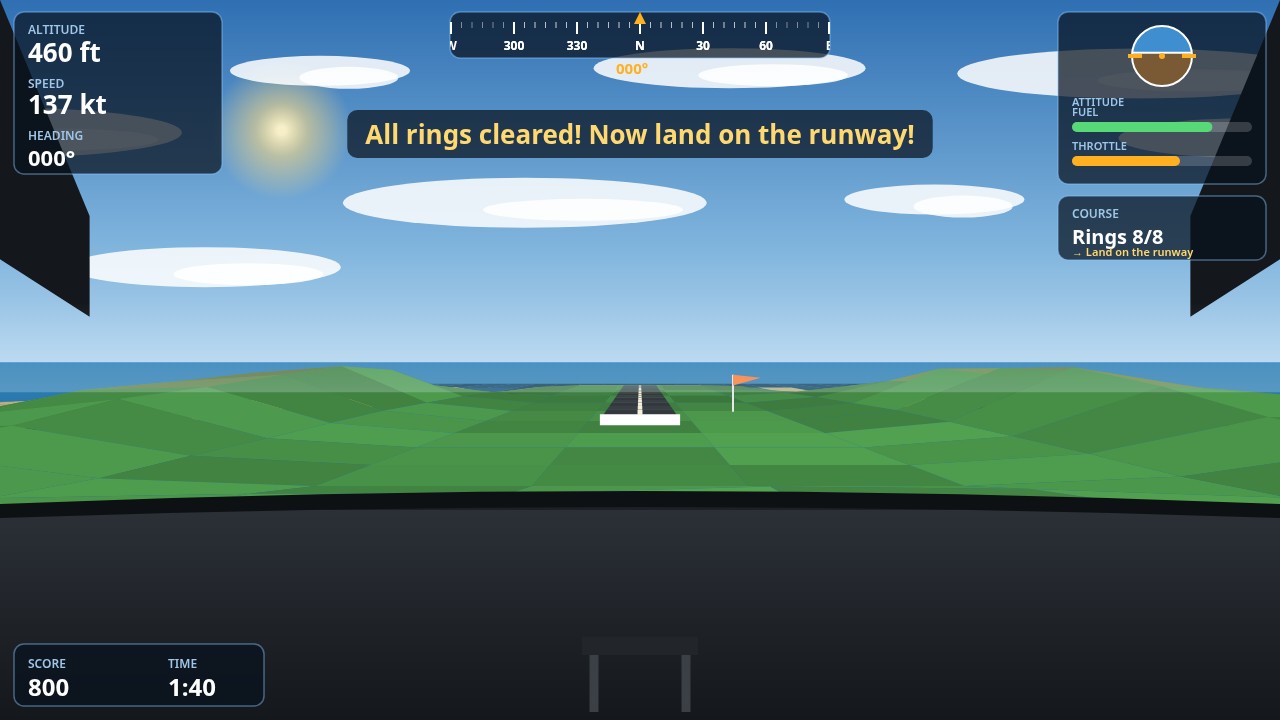 ALTITUDE
460 ft
SPEED
137 kt
HEADING
000°
W 300 330 N 30 60 E
000°
All rings cleared! Now land on the runway!
ATTITUDE
FUEL
THROTTLE
COURSE
Rings 8/8
→ Land on the runway
SCORE TIME
800 1:40